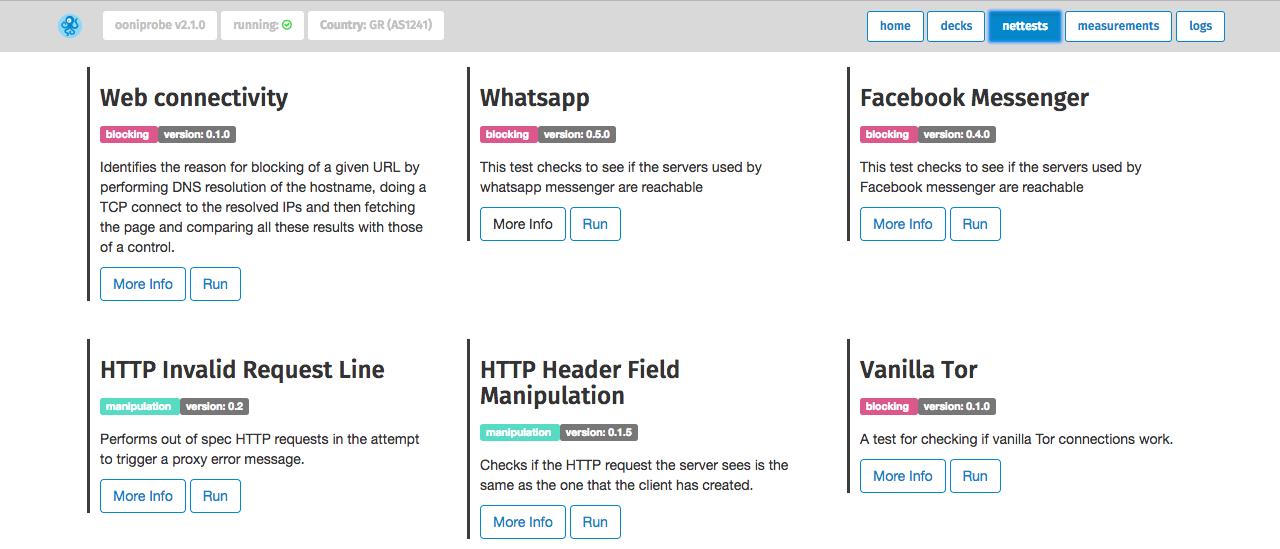 ooniprobe v2.1.0 running: Country: GR (AS1241) home decks nettests measurements logs
Web connectivity
blocking version: 0.1.0
Identifies the reason for blocking of a given URL by
performing DNS resolution of the hostname, doing a
TCP connect to the resolved IPs and then fetching
the page and comparing all these results with those
of a control.
More Info Run
Whatsapp
blocking version: 0.5.0
This test checks to see if the servers used by
whatsapp messenger are reachable
More Info Run
Facebook Messenger
blocking version: 0.4.0
This test checks to see if the servers used by
Facebook messenger are reachable
More Info Run
HTTP Invalid Request Line
manipulation version: 0.2
Performs out of spec HTTP requests in the attempt
to trigger a proxy error message.
More Info Run
HTTP Header Field
Manipulation
manipulation version: 0.1.5
Checks if the HTTP request the server sees is the
same as the one that the client has created.
More Info Run
Vanilla Tor
blocking version: 0.1.0
A test for checking if vanilla Tor connections work.
More Info Run